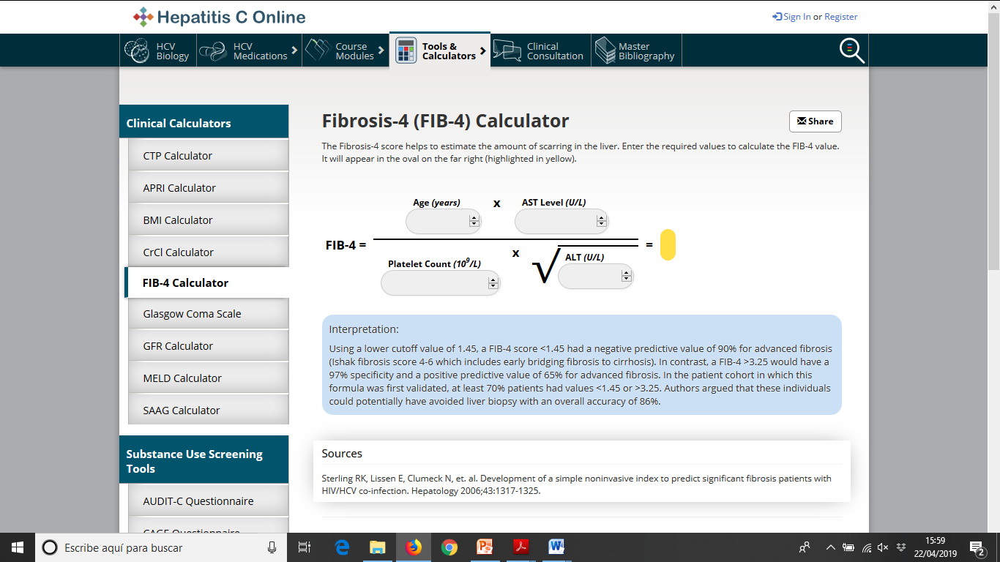 Hepatitis C Online
Sign In or Register
HCV
Biology
HCV
Medications
Course
Modules
Tools &
Calculators
Clinical
Consultation
Master
Bibliography
Clinical Calculators
CTP Calculator
APRI Calculator
BMI Calculator
CrCl Calculator
FIB-4 Calculator
Glasgow Coma Scale
GFR Calculator
MELD Calculator
SAAG Calculator
Substance Use Screening
Tools
AUDIT-C Questionnaire
CAGE Questionnaire
Fibrosis-4 (FIB-4) Calculator
Share
The Fibrosis-4 score helps to estimate the amount of scarring in the liver. Enter the required values to calculate the FIB-4 value.
It will appear in the oval on the far right (highlighted in yellow).
Age (years) x AST Level (U/L)
FIB-4 = =
Platelet Count (10⁹/L) x √ ALT (U/L)
Interpretation:
Using a lower cutoff value of 1.45, a FIB-4 score <1.45 had a negative predictive value of 90% for advanced fibrosis
(Ishak fibrosis score 4-6 which includes early bridging fibrosis to cirrhosis). In contrast, a FIB-4 >3.25 would have a
97% specificity and a positive predictive value of 65% for advanced fibrosis. In the patient cohort in which this
formula was first validated, at least 70% patients had values <1.45 or >3.25. Authors argued that these individuals
could potentially have avoided liver biopsy with an overall accuracy of 86%.
Sources
Sterling RK, Lissen E, Clumeck N, et. al. Development of a simple noninvasive index to predict significant fibrosis patients with
HIV/HCV co-infection. Hepatology 2006;43:1317-1325.
Escribe aquí para buscar
15:59
22/04/2019
2